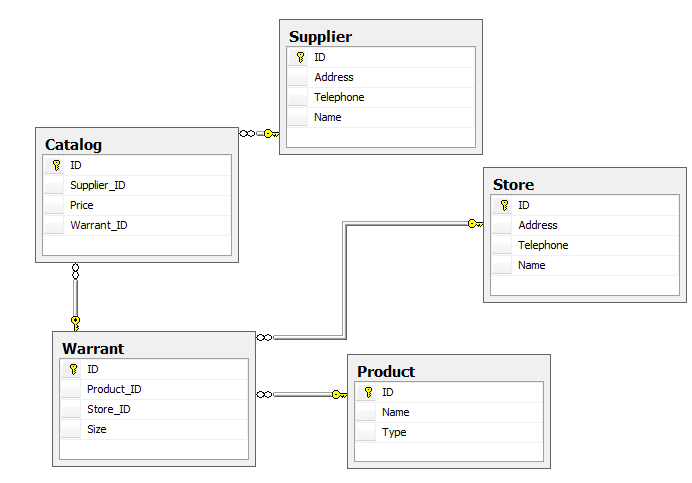 Supplier
ID
Address
Telephone
Name
Catalog
ID
Supplier_ID
Price
Warrant_ID
Store
ID
Address
Telephone
Name
Warrant
ID
Product_ID
Store_ID
Size
Product
ID
Name
Type